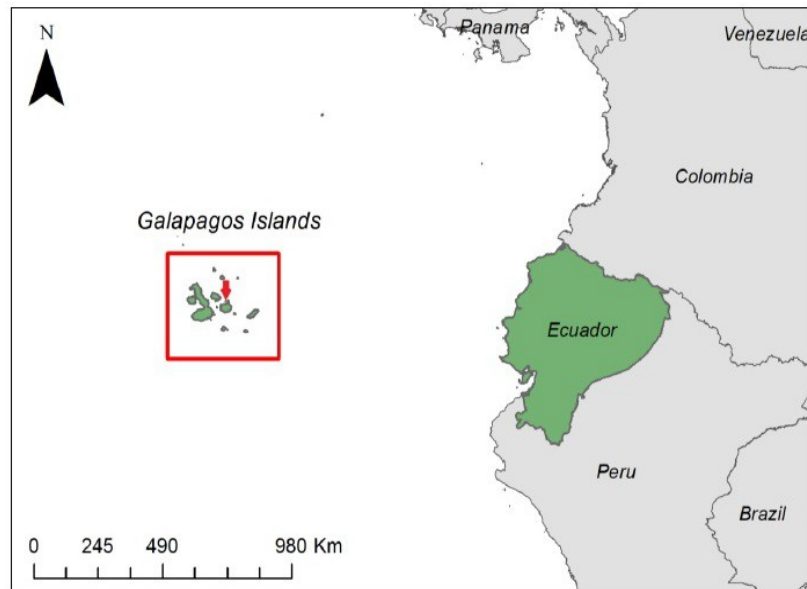 N
Panama
Venezuela
Colombia
Galapagos Islands
Ecuador
Peru
Brazil
0 245 490 980 Km